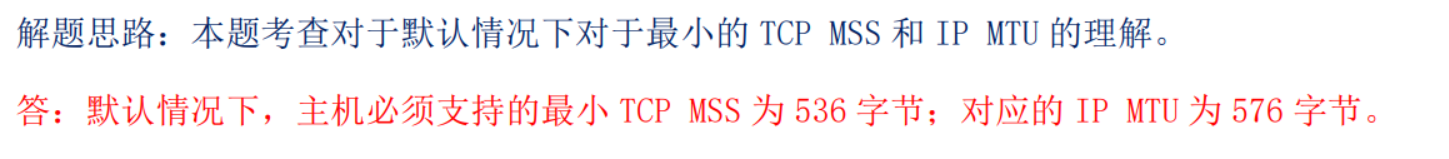 解题思路：本题考查对于默认情况下对于最小的 TCP MSS 和 IP MTU 的理解。
答：默认情况下，主机必须支持的最小 TCP MSS 为 536 字节；对应的 IP MTU 为 576 字节。